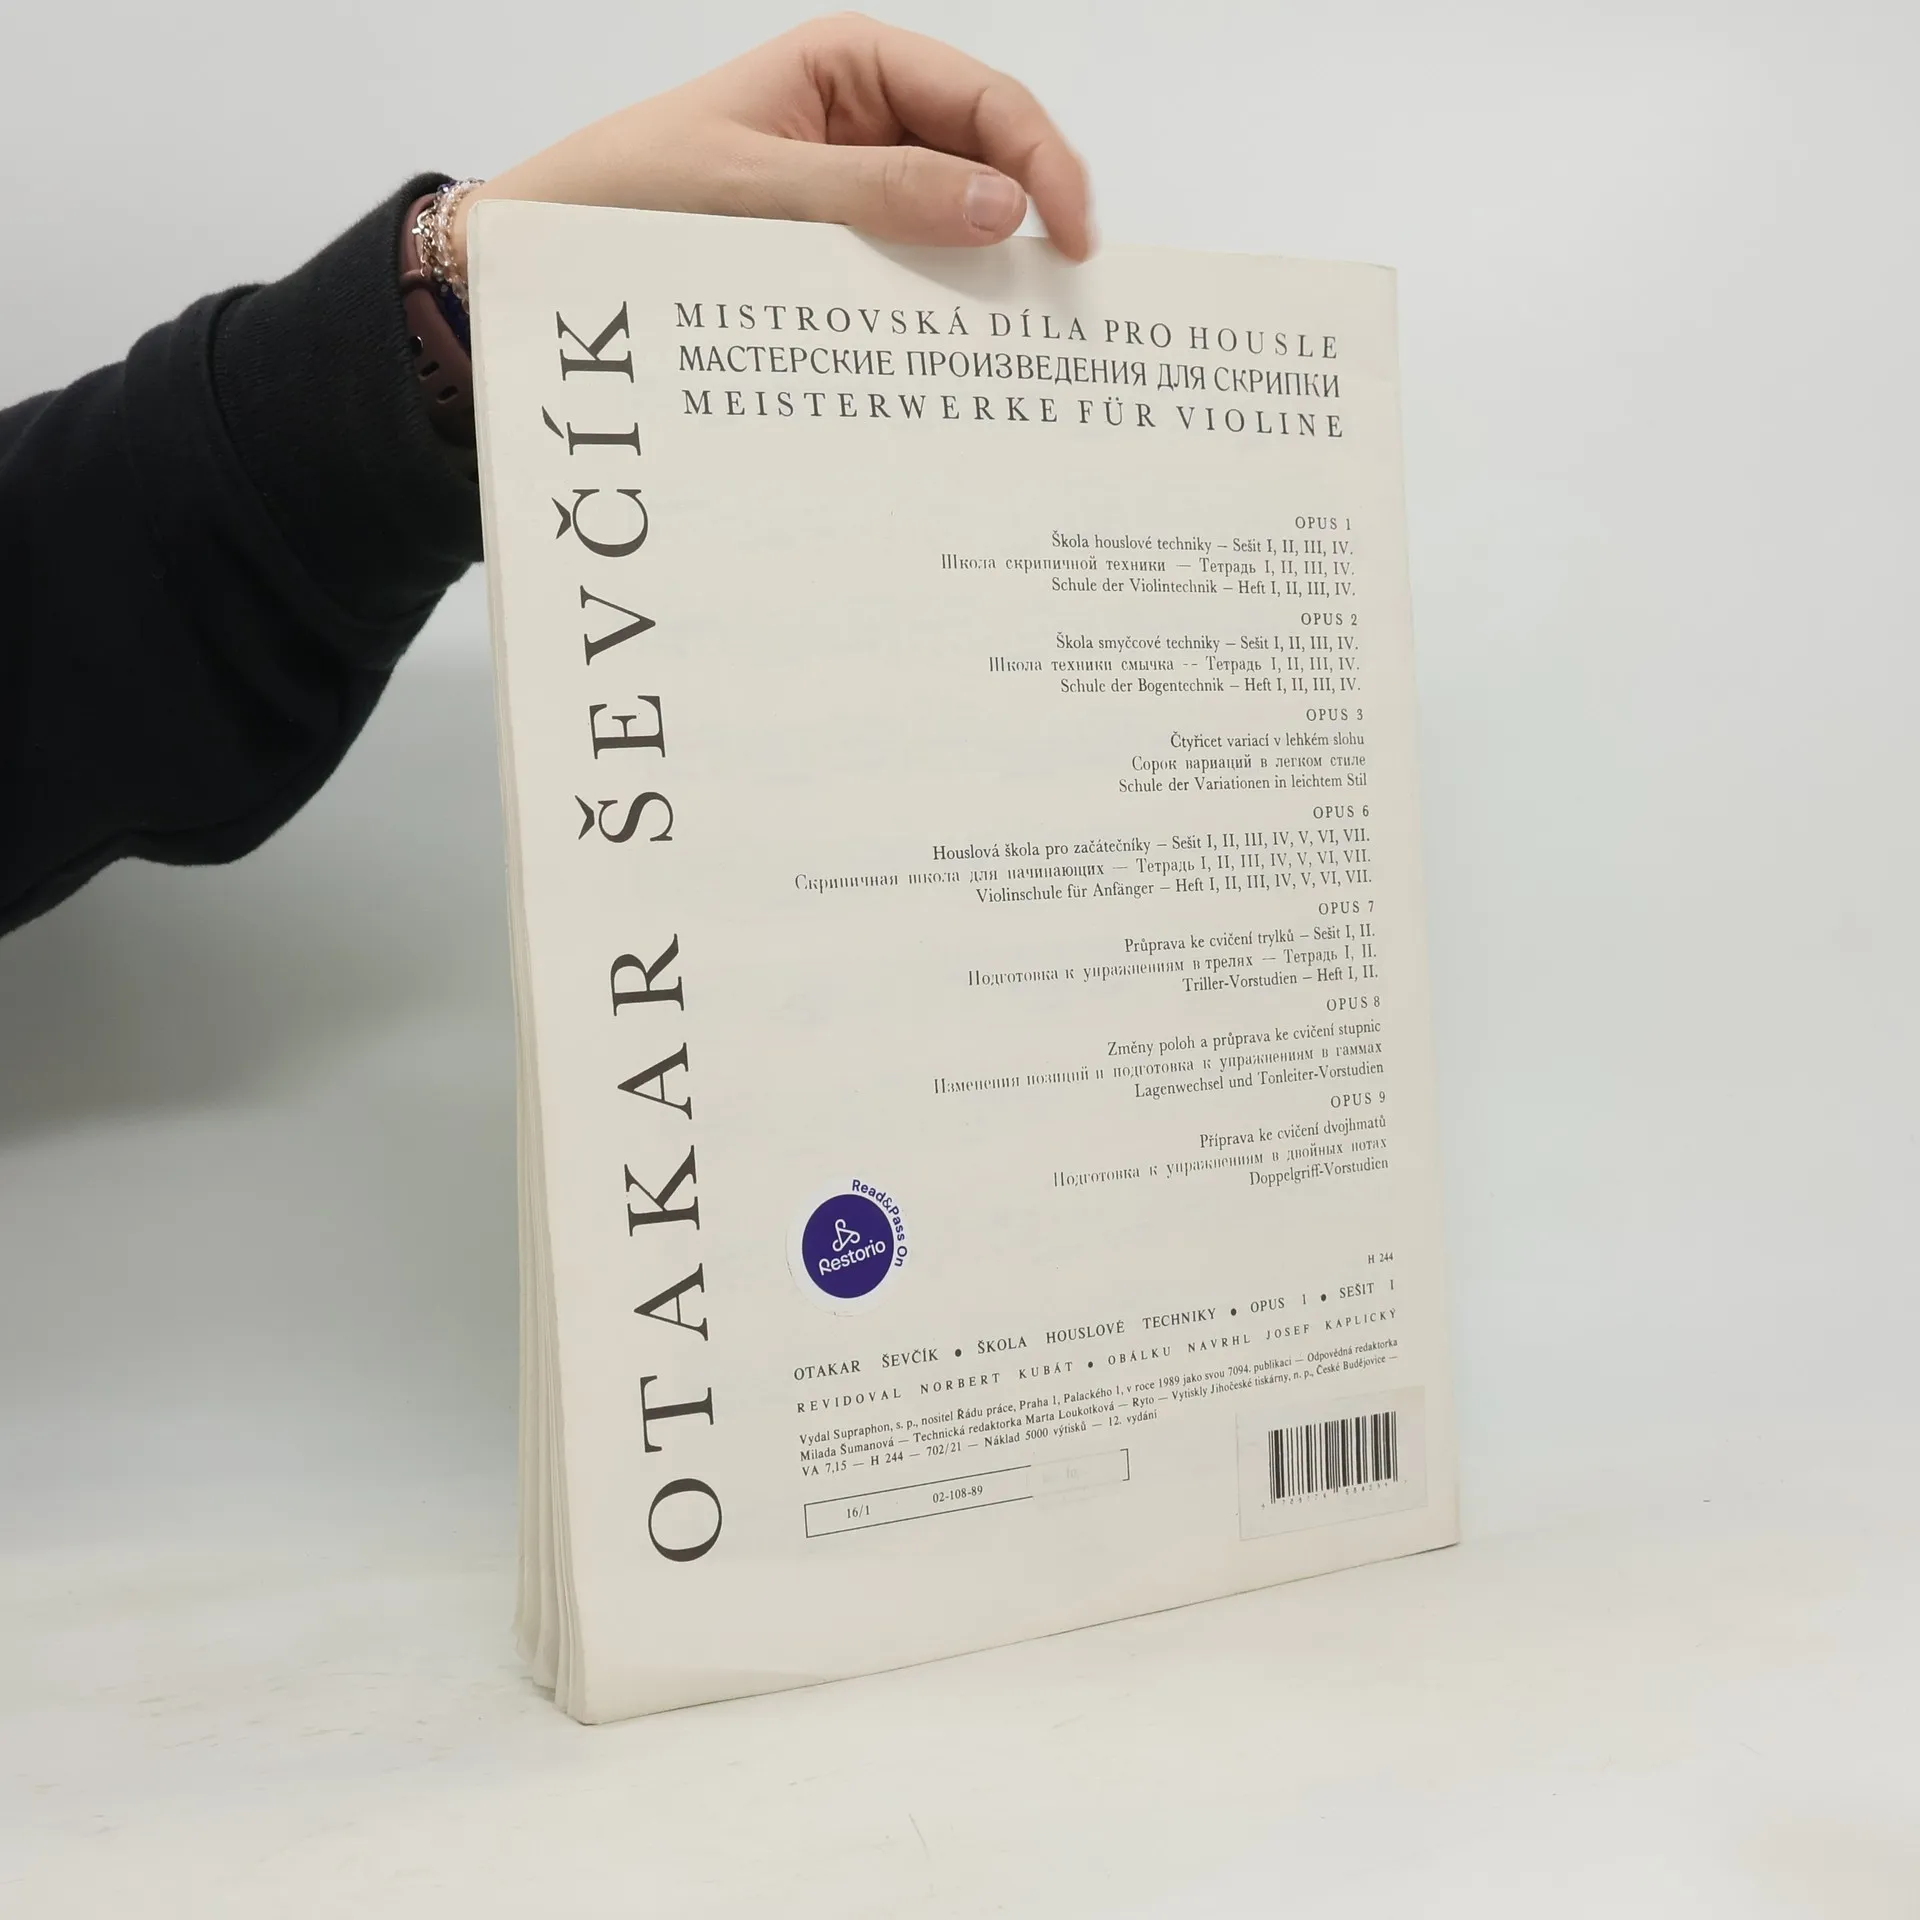 OTAKAR ŠEVČÍK
MISTROVSKÁ DÍLA PRO HOUSLE
МАСТЕРСКИЕ ПРОИЗВЕДЕНИЯ ДЛЯ СКРИПКИ
MEISTERWERKE FÜR VIOLINE
OPUS 1
Škola houslové techniky – Sešit I, II, III, IV.
Школа скрипичной техники — Тетрадь I, II, III, IV.
Schule der Violintechnik – Heft I, II, III, IV.
OPUS 2
Škola smyčcové techniky – Sešit I, II, III, IV.
Школа техники смычка -- Тетрадь I, II, III, IV.
Schule der Bogentechnik – Heft I, II, III, IV.
OPUS 3
Čtyřicet variací v lehkém slohu
Сорок вариаций в легком стиле
Schule der Variationen in leichtem Stil
OPUS 6
Houslová škola pro začátečníky – Sešit I, II, III, IV, V, VI, VII.
Скрипичная школа для начинающих — Тетрадь I, II, III, IV, V, VI, VII.
Violinschule für Anfänger – Heft I, II, III, IV, V, VI, VII.
OPUS 7
Průprava ke cvičení trylků – Sešit I, II.
Подготовка к упражнениям в трелях — Тетрадь I, II.
Triller-Vorstudien – Heft I, II.
OPUS 8
Změny poloh a průprava ke cvičení stupnic
Изменения позиций и подготовка к упражнениям в гаммах
Lagenwechsel und Tonleiter-Vorstudien
OPUS 9
Příprava ke cvičení dvojhmatů
Подготовка к упражнениям в двойных нотах
Doppelgriff-Vorstudien
Read&Pass On
Restorio
H 244
OTAKAR ŠEVČÍK • ŠKOLA HOUSLOVÉ TECHNIKY • OPUS 1 • SEŠIT I
REVIDOVAL NORBERT KUBÁT • OBÁLKU NAVRHL JOSEF KAPLICKÝ
Vydal Supraphon, s. p., nositel Řádu práce, Praha 1, Palackého 1, v roce 1989 jako svou 7094. publikaci — Odpovědná redaktorka
Milada Šumanová — Technická redaktorka Marta Loukotková — Ryto — Vytiskly Jihočeské tiskárny, n. p., České Budějovice —
VA 7,15 — H 244 — 702/21 — Náklad 5000 výtisků — 12. vydání
16/1 02-108-89